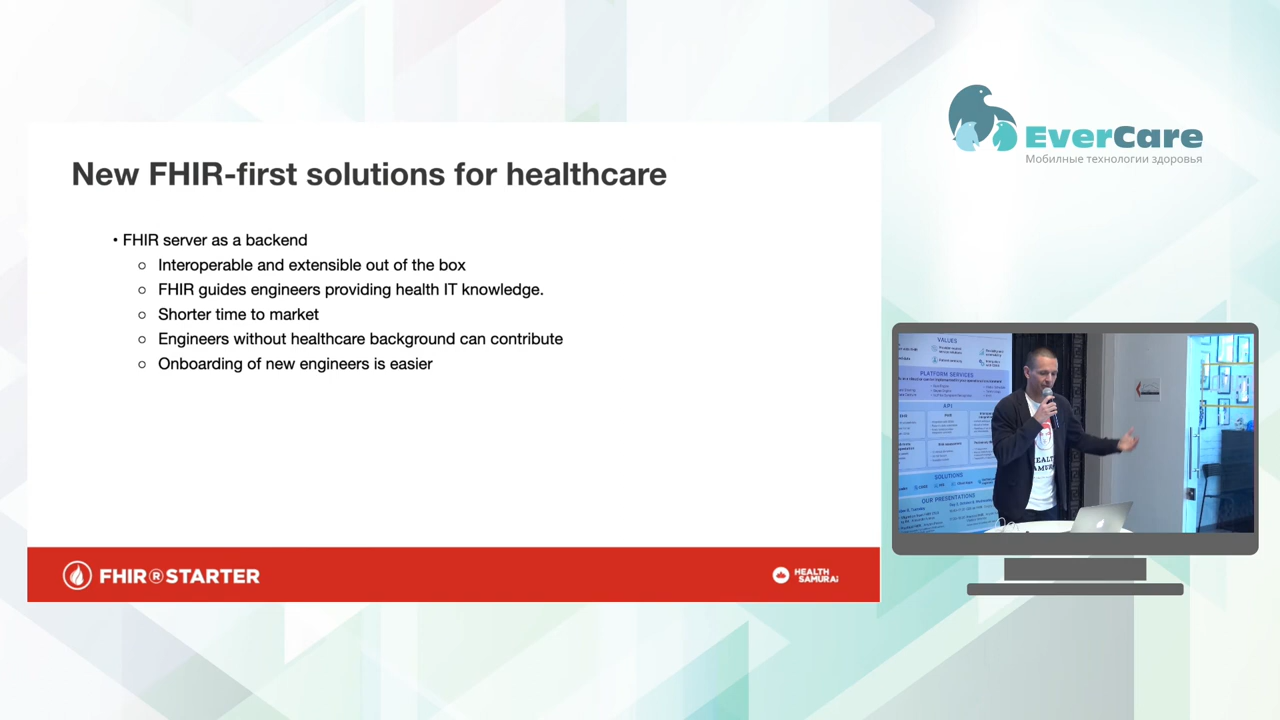 New FHIR-first solutions for healthcare
• FHIR server as a backend
○ Interoperable and extensible out of the box
○ FHIR guides engineers providing health IT knowledge.
○ Shorter time to market
○ Engineers without healthcare background can contribute
○ Onboarding of new engineers is easier
FHIR®STARTER
HEALTH
SAMURAI
EverCare
Мобильные технологии здоровья
VALUES
PLATFORM SERVICES
API
SOLUTIONS
OUR PRESENTATIONS